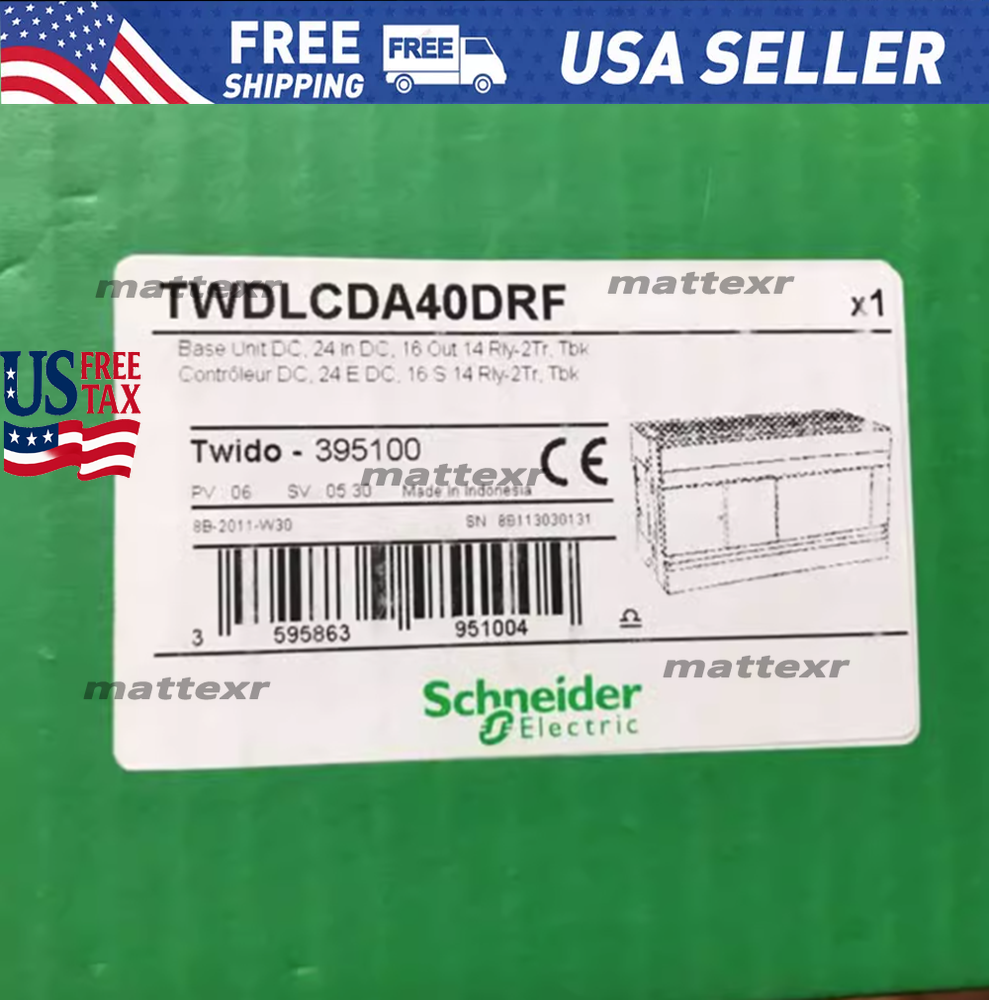 FREE
SHIPPING
FREE
USA SELLER
mattexr
mattexr
TWDLCDA40DRF
x1
Base Unit DC, 24 In DC, 16 Out 14 Rly-2Tr, Tbk
Contrôleur DC, 24 E DC, 16 S 14 Rly-2Tr, Tbk
US FREE
TAX
Twido - 395100
CE
mattexr
PV : 06 SV : 05.30 Made in Indonesia
8B-2011-W30
SN : 8B113030131
3 595863 951004
mattexr
mattexr
Schneider
Electric